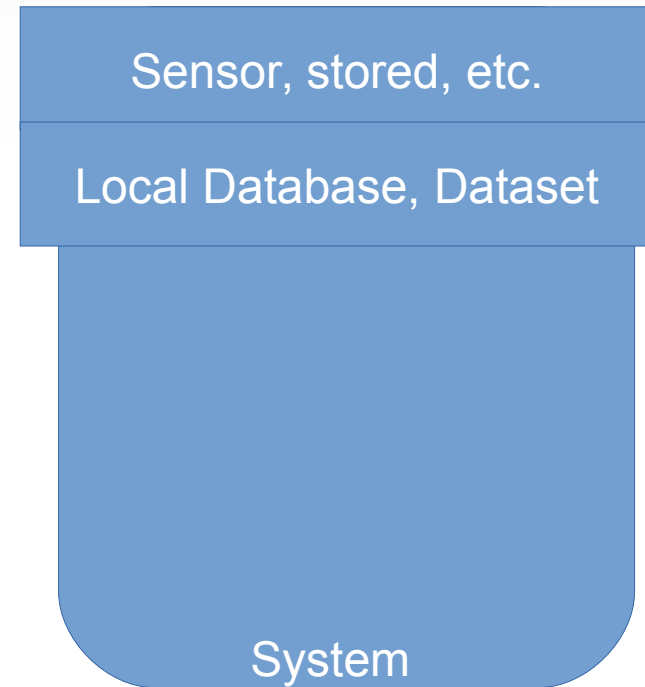 Sensor, stored, etc.
Local Database, Dataset
System